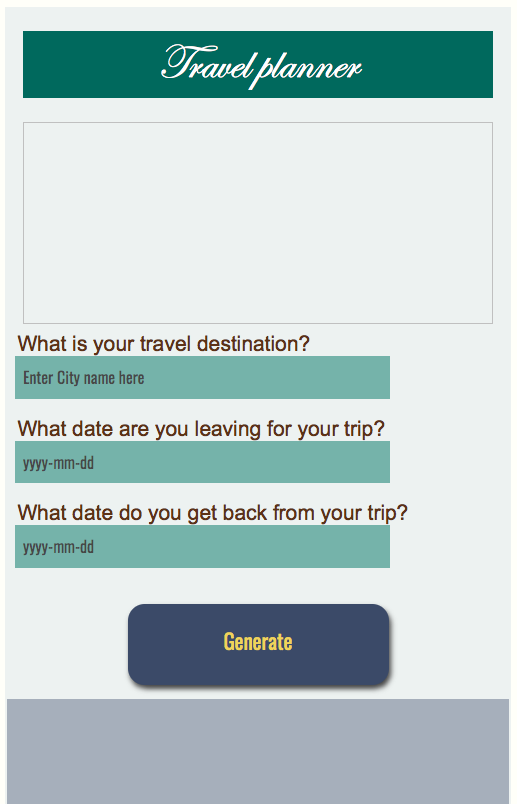 Travel planner
What is your travel destination?
Enter City name here
What date are you leaving for your trip?
yyyy-mm-dd
What date do you get back from your trip?
yyyy-mm-dd
Generate